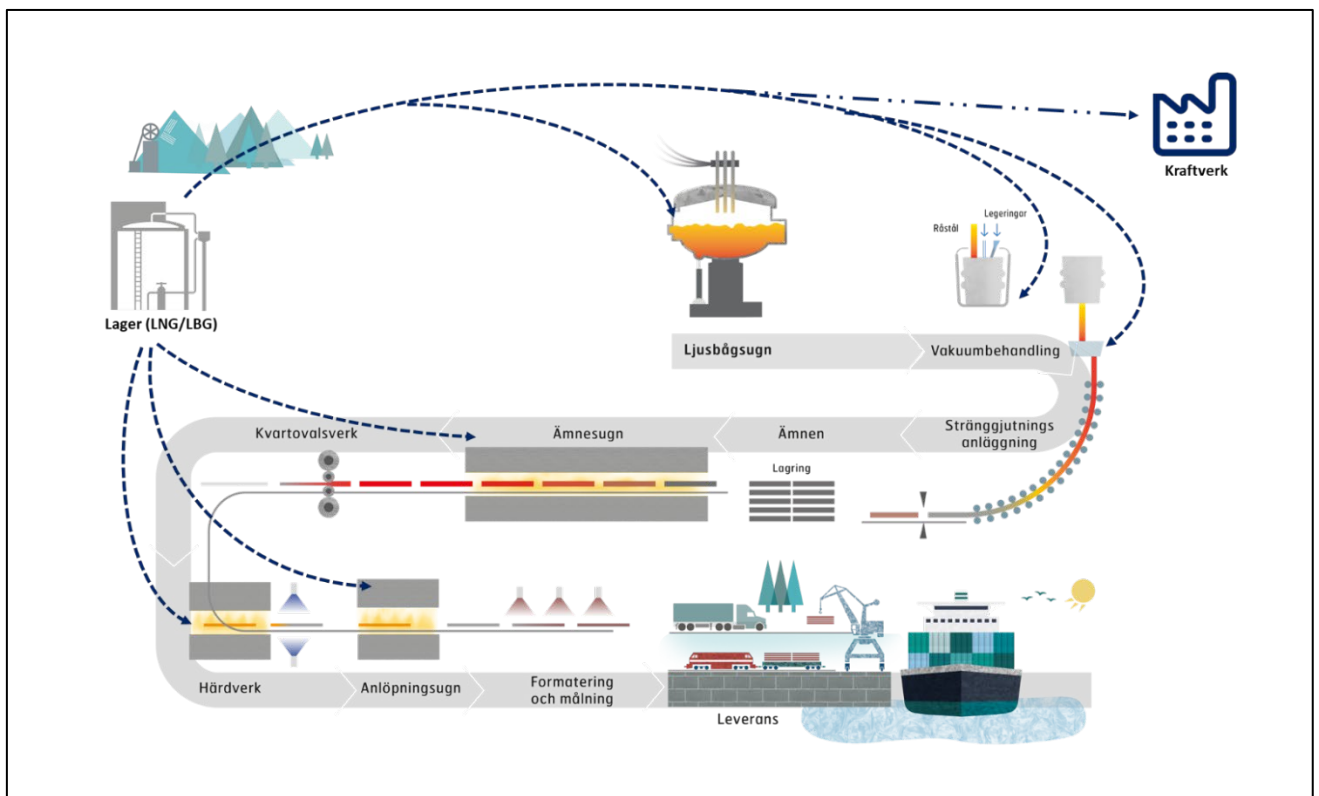 Kraftverk
Råstål
Legeringar
Lager (LNG/LBG)
Ljusbågsugn
Vakuumbehandling
Kvartovalsverk
Ämnesugn
Ämnen
Stränggjutnings
anläggning
Lagring
Härdverk
Anlöpningsugn
Formatering
och målning
Leverans